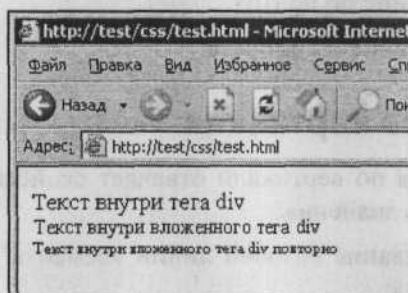 http://test/css/test.html - Microsoft Internet
Файл Правка Вид Избранное Сервис
Назад
Адрес: http://test/css/test.html
Текст внутри тега div
Текст внутри вложенного тега div
Текст внутри вложенного тега div повторно